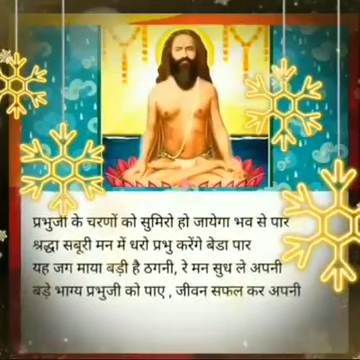 प्रभुजी के चरणों को सुमिरो हो जायेगा भव से पार
श्रद्धा सबूरी मन में धरो प्रभु करेंगे बेडा पार
यह जग माया बड़ी है ठगनी, रे मन सुध ले अपनी
बड़े भाग्य प्रभुजी को पाए , जीवन सफल कर अपनी